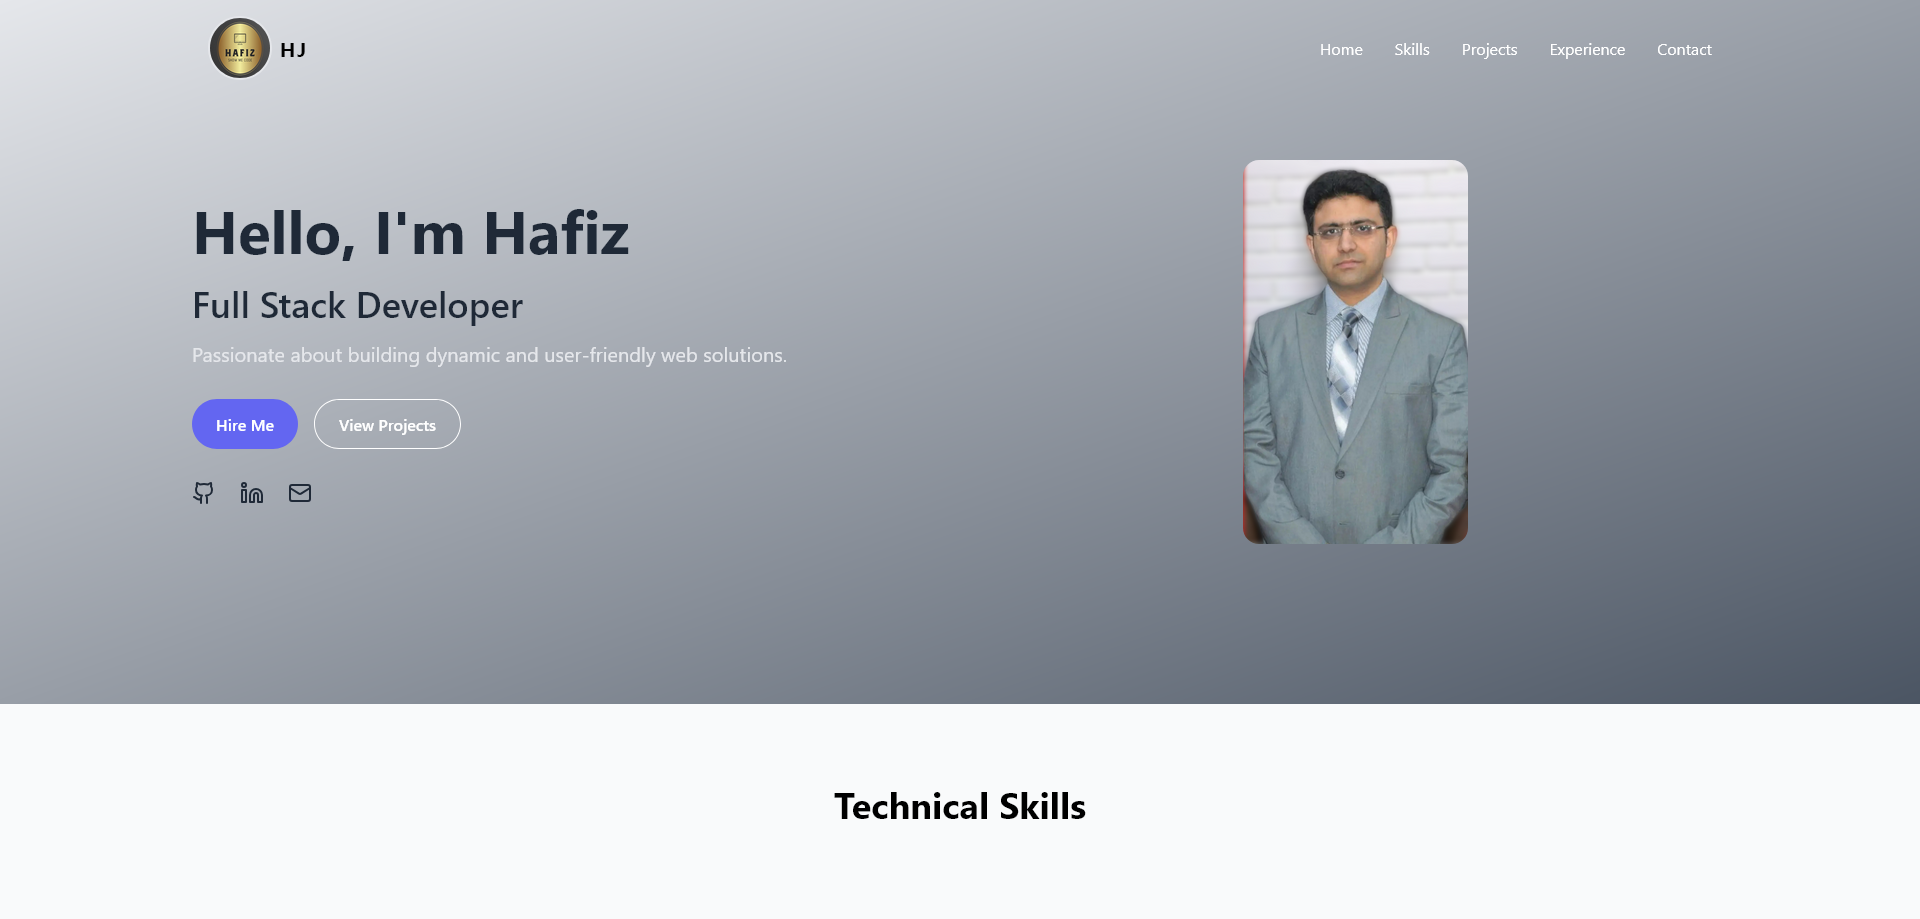 HAFIZ
HJ
Home
Skills
Projects
Experience
Contact
Hello, I'm Hafiz
Full Stack Developer
Passionate about building dynamic and user-friendly web solutions.
Hire Me
View Projects
Technical Skills